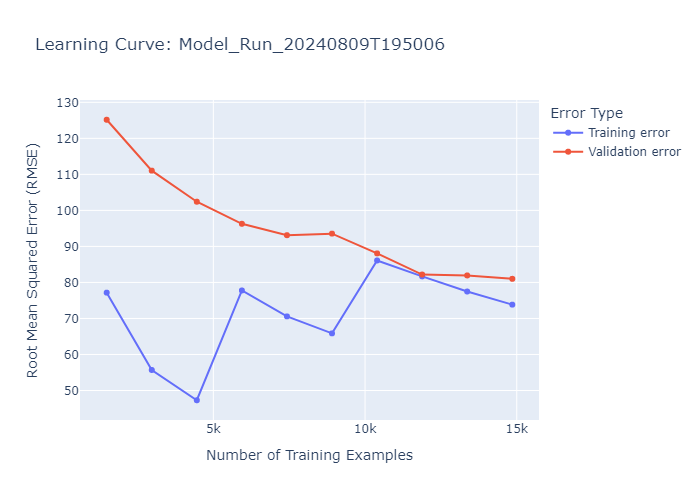 Learning Curve: Model_Run_20240809T195006
Error Type
Training error
Validation error
Root Mean Squared Error (RMSE)
130
120
110
100
90
80
70
60
50
5k
10k
15k
Number of Training Examples